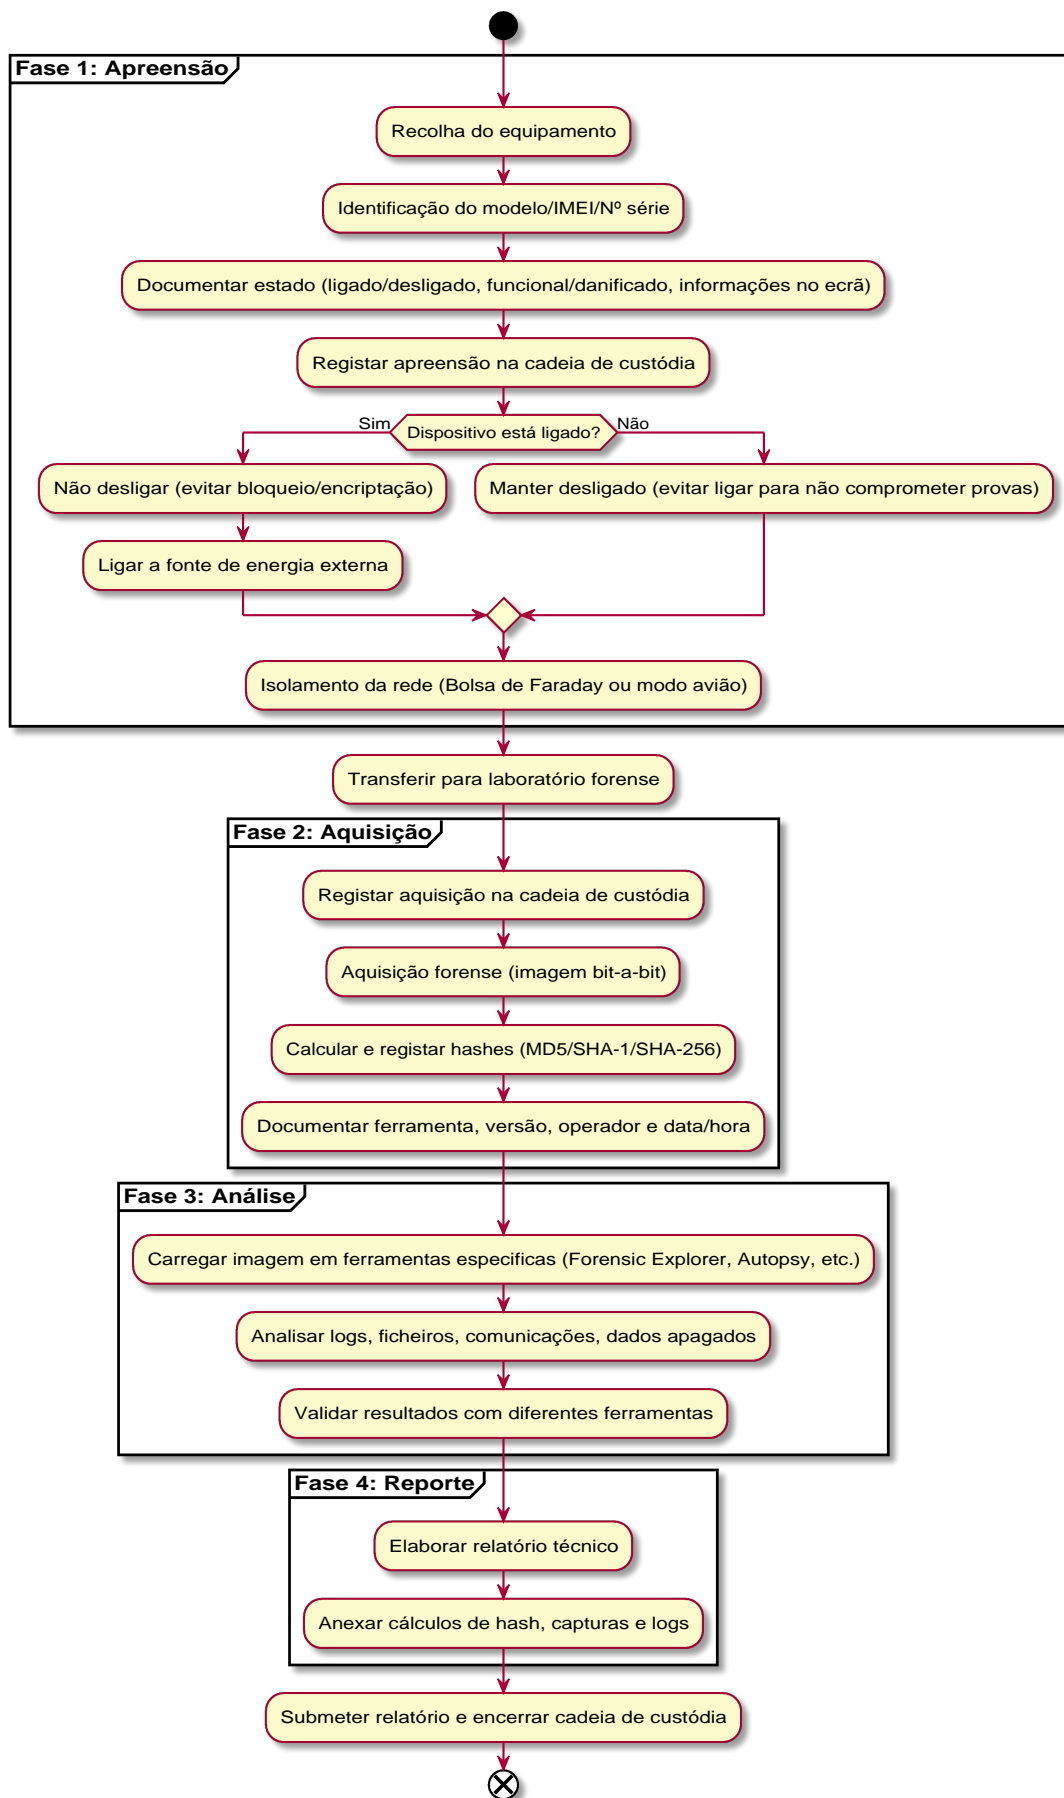 Fase 1: Apreensão
Recolha do equipamento
Identificação do modelo/IMEI/Nº série
Documentar estado (ligado/desligado, funcional/danificado, informações no ecrã)
Registar apreensão na cadeia de custódia
Dispositivo está ligado?
Sim
Não
Não desligar (evitar bloqueio/encriptação)
Ligar a fonte de energia externa
Manter desligado (evitar ligar para não comprometer provas)
Isolamento da rede (Bolsa de Faraday ou modo avião)
Transferir para laboratório forense
Fase 2: Aquisição
Registar aquisição na cadeia de custódia
Aquisição forense (imagem bit-a-bit)
Calcular e registar hashes (MD5/SHA-1/SHA-256)
Documentar ferramenta, versão, operador e data/hora
Fase 3: Análise
Carregar imagem em ferramentas especificas (Forensic Explorer, Autopsy, etc.)
Analisar logs, ficheiros, comunicações, dados apagados
Validar resultados com diferentes ferramentas
Fase 4: Reporte
Elaborar relatório técnico
Anexar cálculos de hash, capturas e logs
Submeter relatório e encerrar cadeia de custódia